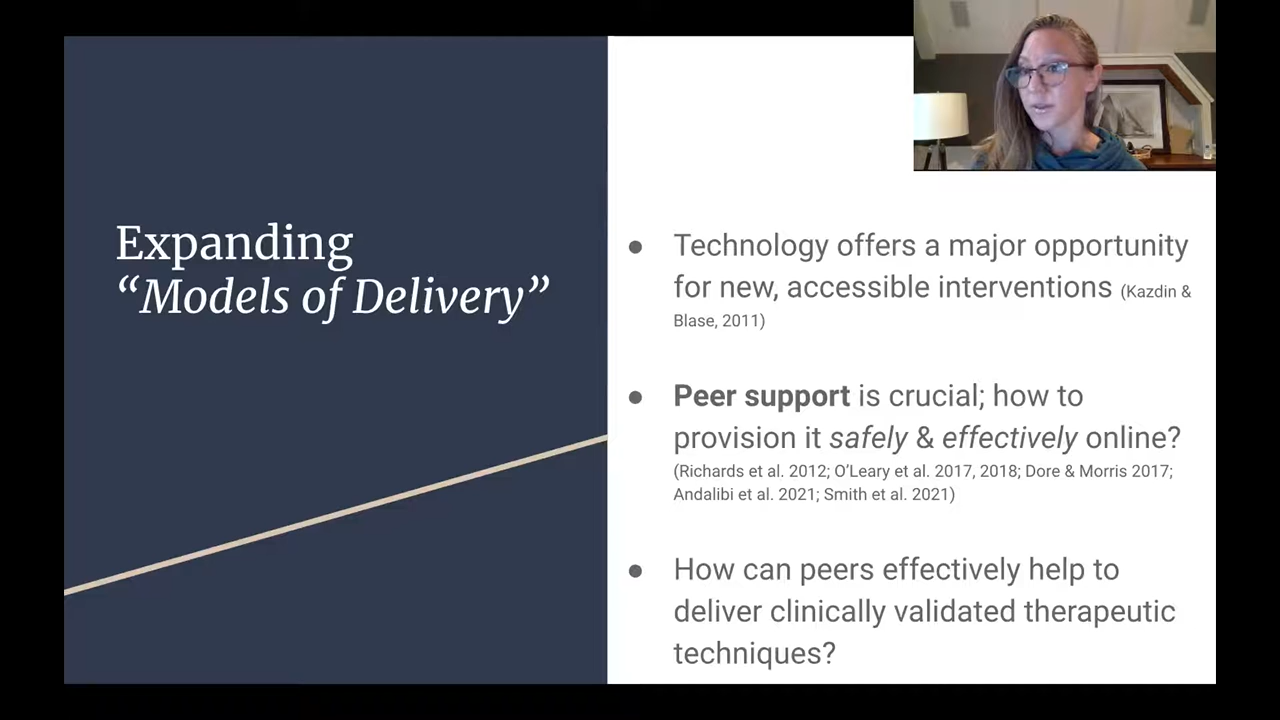 Expanding
“Models of Delivery”
● Technology offers a major opportunity
for new, accessible interventions (Kazdin &
Blase, 2011)
● Peer support is crucial; how to
provision it safely & effectively online?
(Richards et al. 2012; O’Leary et al. 2017, 2018; Dore & Morris 2017;
Andalibi et al. 2021; Smith et al. 2021)
● How can peers effectively help to
deliver clinically validated therapeutic
techniques?